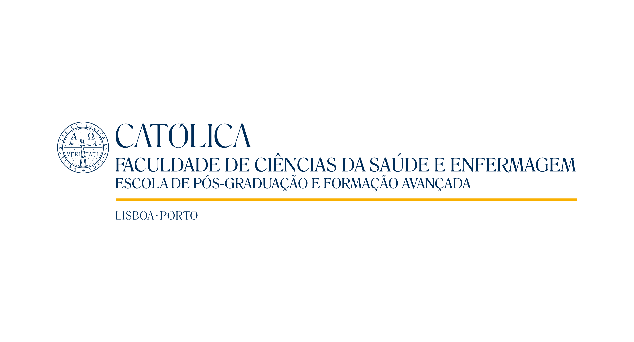 CATÓLICA
FACULDADE DE CIÊNCIAS DA SAÚDE E ENFERMAGEM
ESCOLA DE PÓS-GRADUAÇÃO E FORMAÇÃO AVANÇADA
LISBOA·PORTO